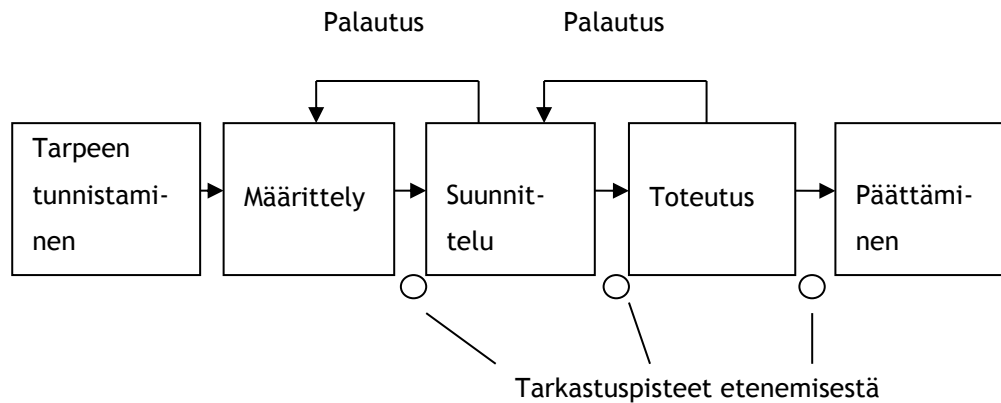 Palautus
Palautus
Tarpeen
tunnistami-
nen
Määrittely
Suunnit-
telu
Toteutus
Päättämi-
nen
Tarkastuspisteet etenemisestä